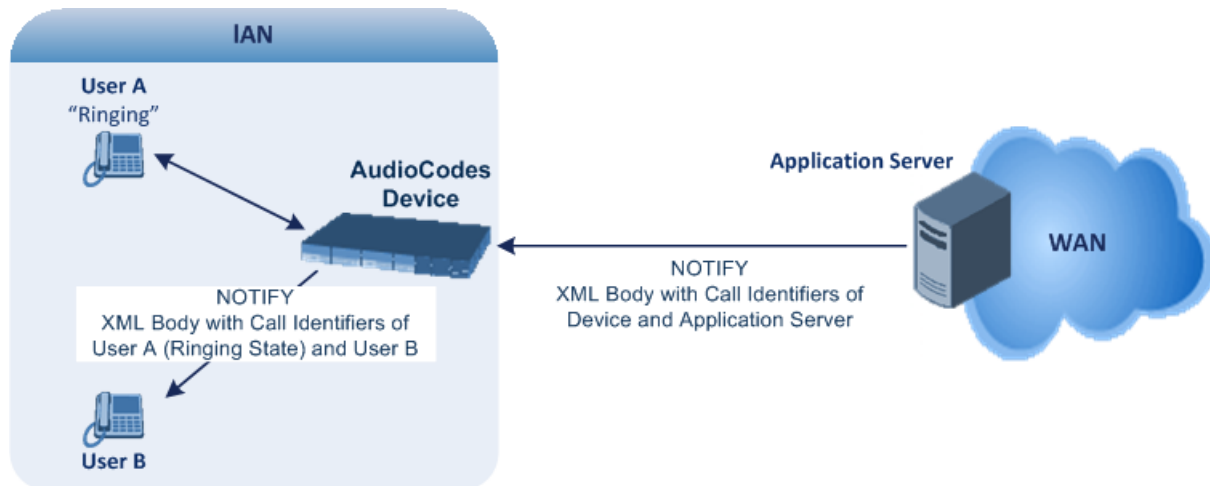 lAN
User A
“Ringing”
AudioCodes
Device
NOTIFY
XML Body with Call Identifiers of
User A (Ringing State) and User B
User B
Application Server
WAN
NOTIFY
XML Body with Call Identifiers of
Device and Application Server